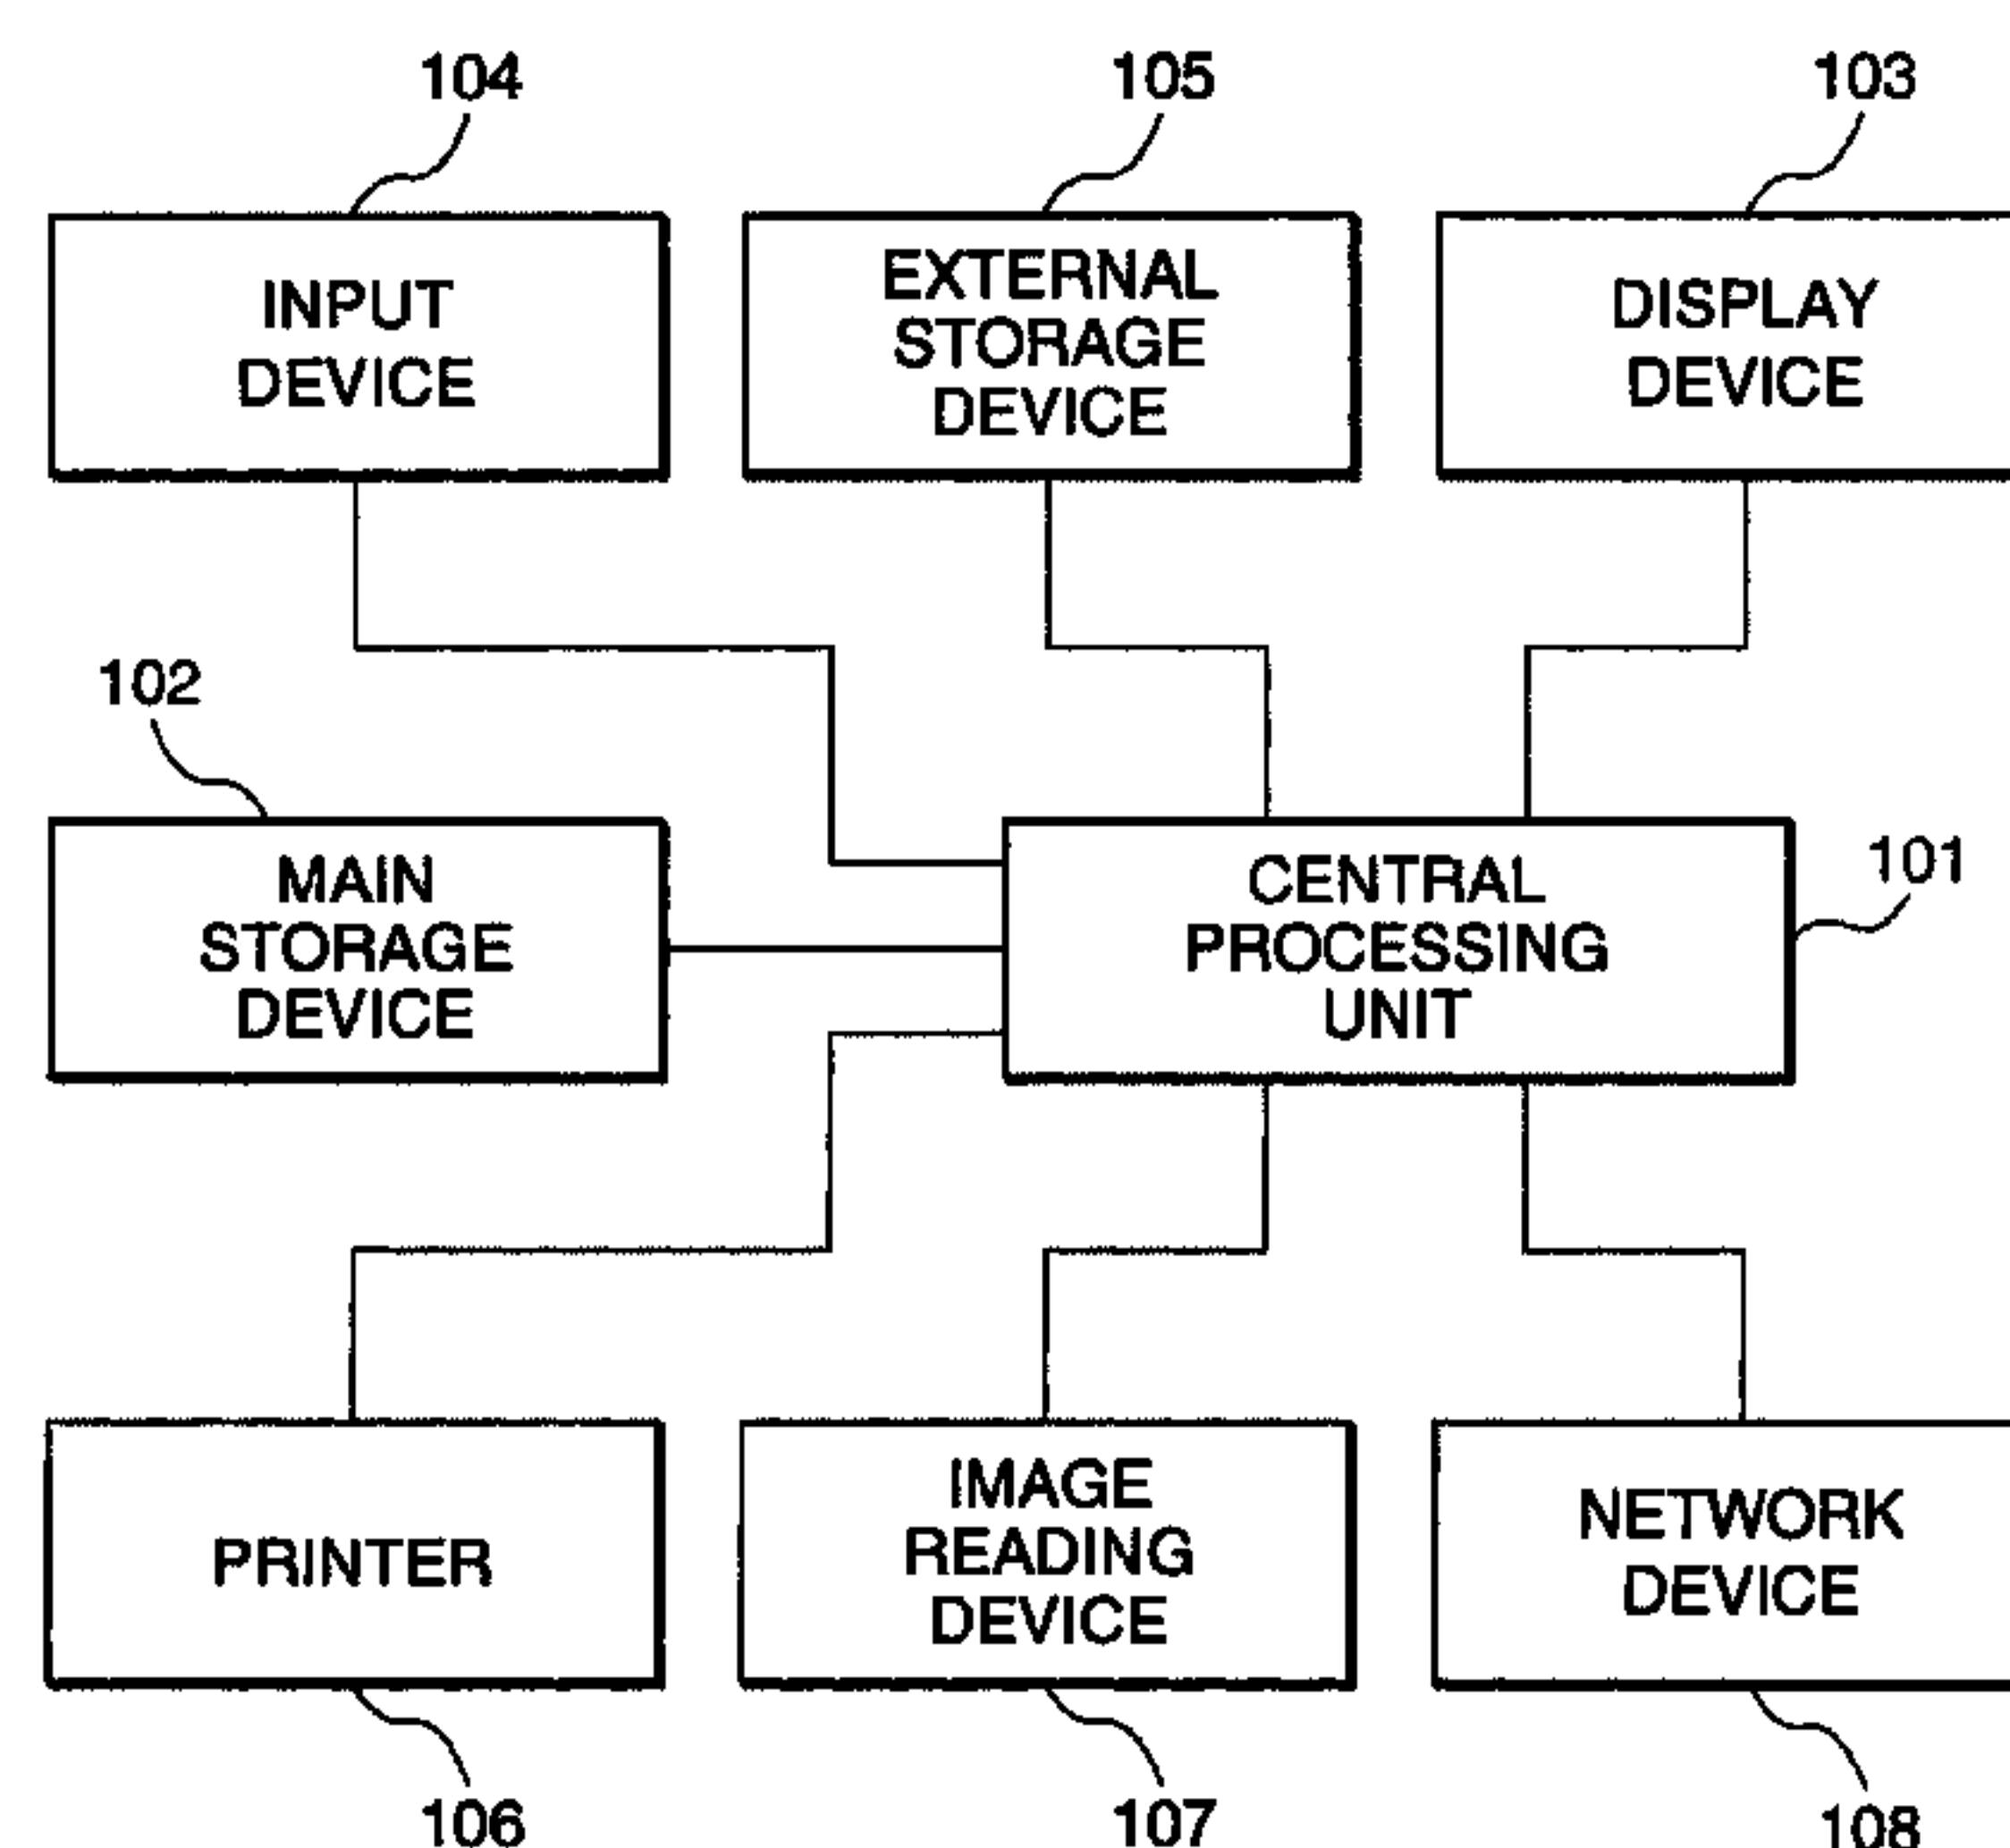 104
105
103
INPUT
DEVICE
EXTERNAL
STORAGE
DEVICE
DISPLAY
DEVICE
102
MAIN
STORAGE
DEVICE
CENTRAL
PROCESSING
UNIT
101
PRINTER
IMAGE
READING
DEVICE
NETWORK
DEVICE
106
107
108